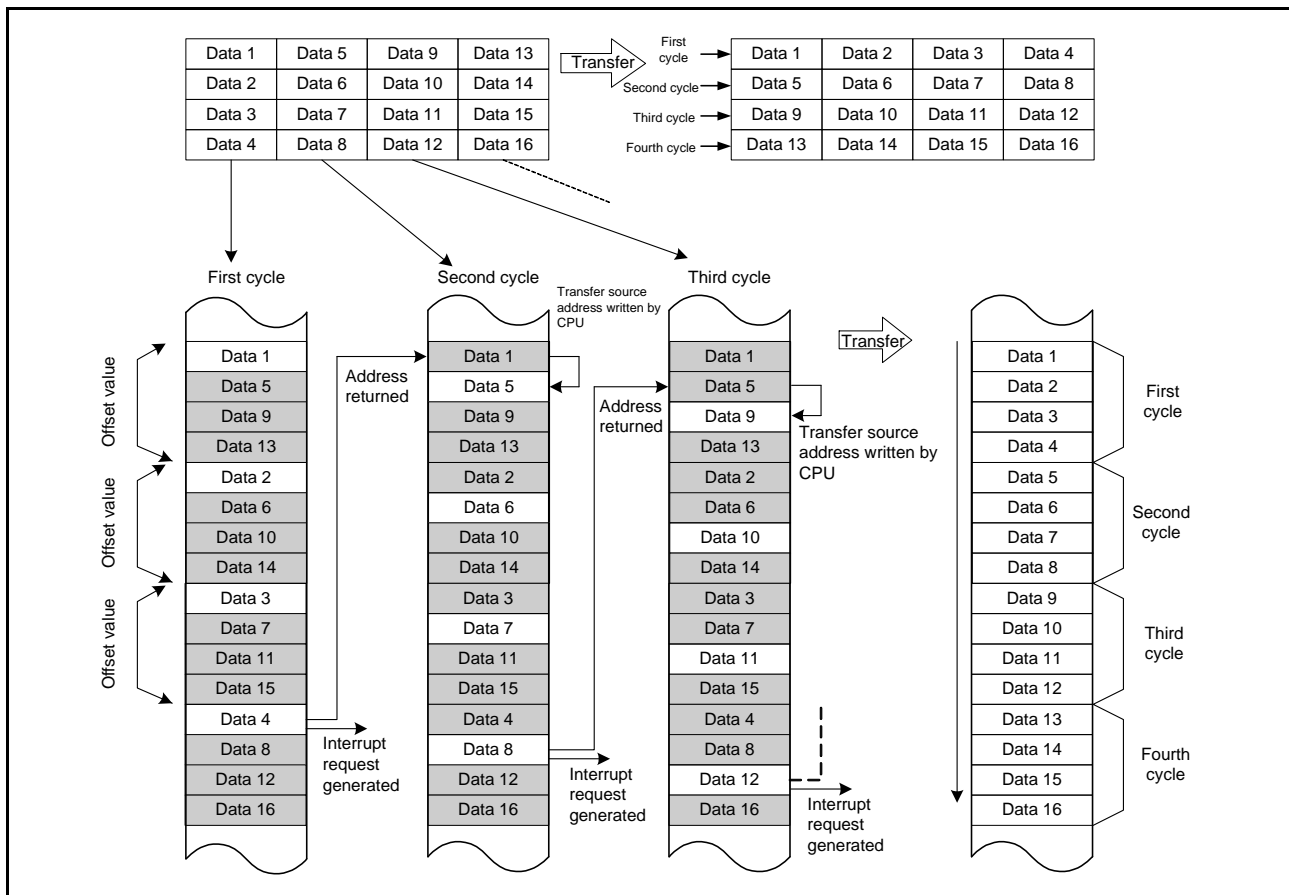 Data 1 Data 5 Data 9 Data 13
Data 2 Data 6 Data 10 Data 14
Data 3 Data 7 Data 11 Data 15
Data 4 Data 8 Data 12 Data 16
Transfer
First
cycle
Second cycle
Third cycle
Fourth cycle
Data 1 Data 2 Data 3 Data 4
Data 5 Data 6 Data 7 Data 8
Data 9 Data 10 Data 11 Data 12
Data 13 Data 14 Data 15 Data 16
First cycle
Offset value
Offset value
Offset value
Data 1
Data 5
Data 9
Data 13
Data 2
Data 6
Data 10
Data 14
Data 3
Data 7
Data 11
Data 15
Data 4
Data 8
Data 12
Data 16
Address
returned
Interrupt
request
generated
Second cycle
Transfer source
address written by
CPU
Data 1
Data 5
Data 9
Data 13
Data 2
Data 6
Data 10
Data 14
Data 3
Data 7
Data 11
Data 15
Data 4
Data 8
Data 12
Data 16
Address
returned
Interrupt
request
generated
Third cycle
Data 1
Data 5
Data 9
Data 13
Data 2
Data 6
Data 10
Data 14
Data 3
Data 7
Data 11
Data 15
Data 4
Data 8
Data 12
Data 16
Transfer source
address written by
CPU
Interrupt
request
generated
Transfer
Data 1
Data 2
Data 3
Data 4
Data 5
Data 6
Data 7
Data 8
Data 9
Data 10
Data 11
Data 12
Data 13
Data 14
Data 15
Data 16
First
cycle
Second
cycle
Third
cycle
Fourth
cycle